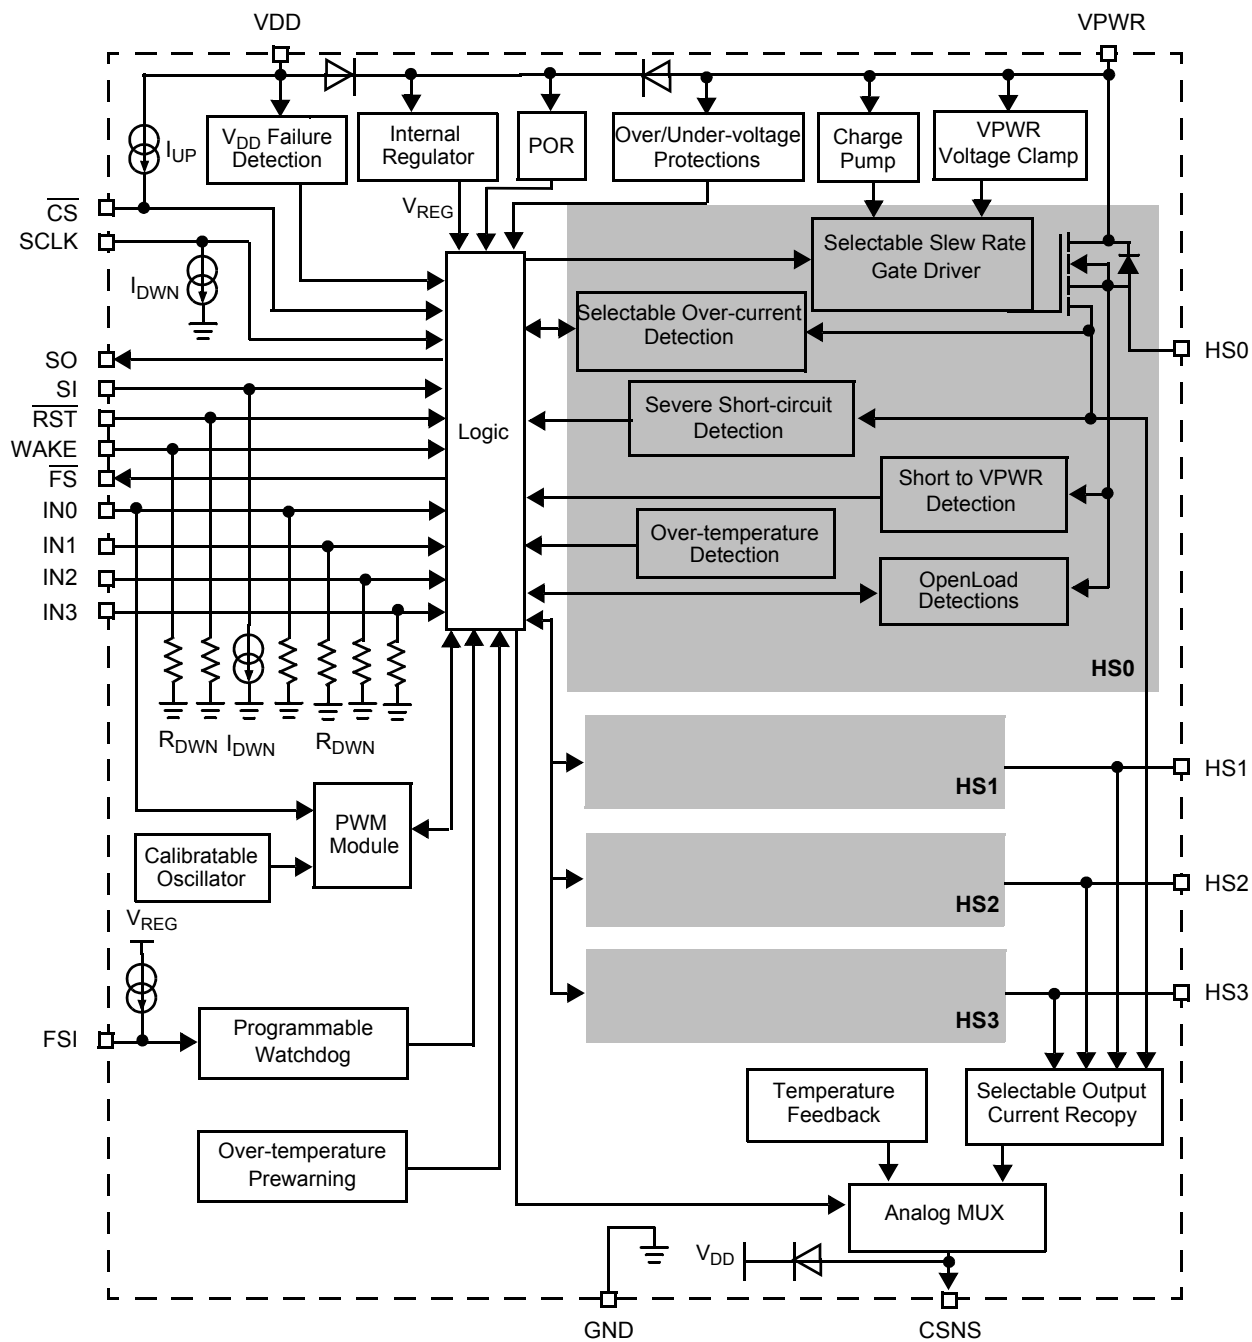 VDD
VPWR
VDD Failure
Detection
Internal
Regulator
POR
Over/Under-voltage
Protections
Charge
Pump
VPWR
Voltage Clamp
IUP
VREG
CS
SCLK
IDWN
SO
SI
RST
WAKE
FS
IN0
IN1
IN2
IN3
Logic
Selectable Slew Rate
Gate Driver
Selectable Over-current
Detection
Severe Short-circuit
Detection
Short to VPWR
Detection
Over-temperature
Detection
OpenLoad
Detections
HS0
HS0
RDWN
IDWN
RDWN
PWM
Module
Calibratable
Oscillator
HS1
HS1
HS2
HS2
HS3
HS3
VREG
FSI
Programmable
Watchdog
Over-temperature
Prewarning
Temperature
Feedback
Selectable Output
Current Recopy
Analog MUX
VDD
GND
CSNS